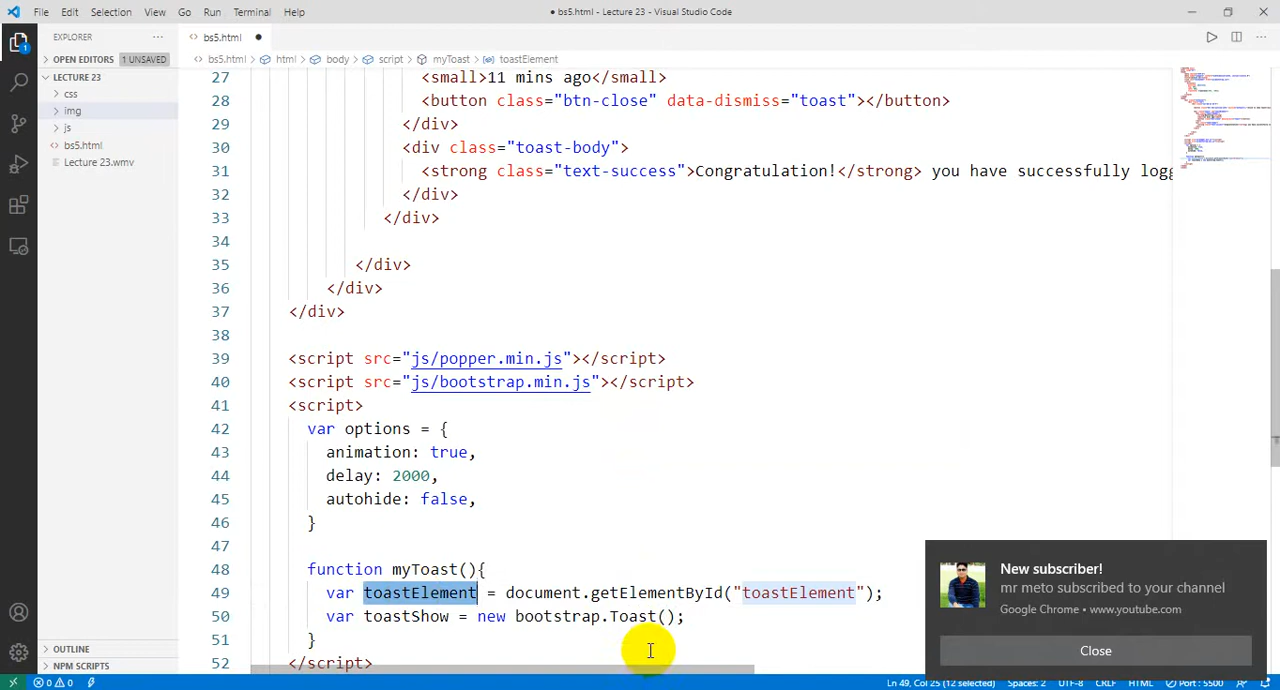 File Edit Selection View Go Run Terminal Help
● bs5.html - Lecture 23 - Visual Studio Code
EXPLORER
bs5.html ●
OPEN EDITORS 1 UNSAVED
bs5.html > html > body > script > myToast > toastElement
LECTURE 23
css
img
js
bs5.html
Lecture 23.wmv
OUTLINE
NPM SCRIPTS
27 <small>11 mins ago</small>
28 <button class="btn-close" data-dismiss="toast"></button>
29 </div>
30 <div class="toast-body">
31 <strong class="text-success">Congratulation!</strong> you have successfully logg
32 </div>
33 </div>
34
35 </div>
36 </div>
37 </div>
38
39 <script src="js/popper.min.js"></script>
40 <script src="js/bootstrap.min.js"></script>
41 <script>
42 var options = {
43 animation: true,
44 delay: 2000,
45 autohide: false,
46 }
47
48 function myToast(){
49 var toastElement = document.getElementById("toastElement");
50 var toastShow = new bootstrap.Toast();
51 }
52 </script>
New subscriber!
mr meto subscribed to your channel
Google Chrome • www.youtube.com
Close
0 0
Ln 49, Col 25 (12 selected) Spaces: 2 UTF-8 CRLF HTML Port : 5500